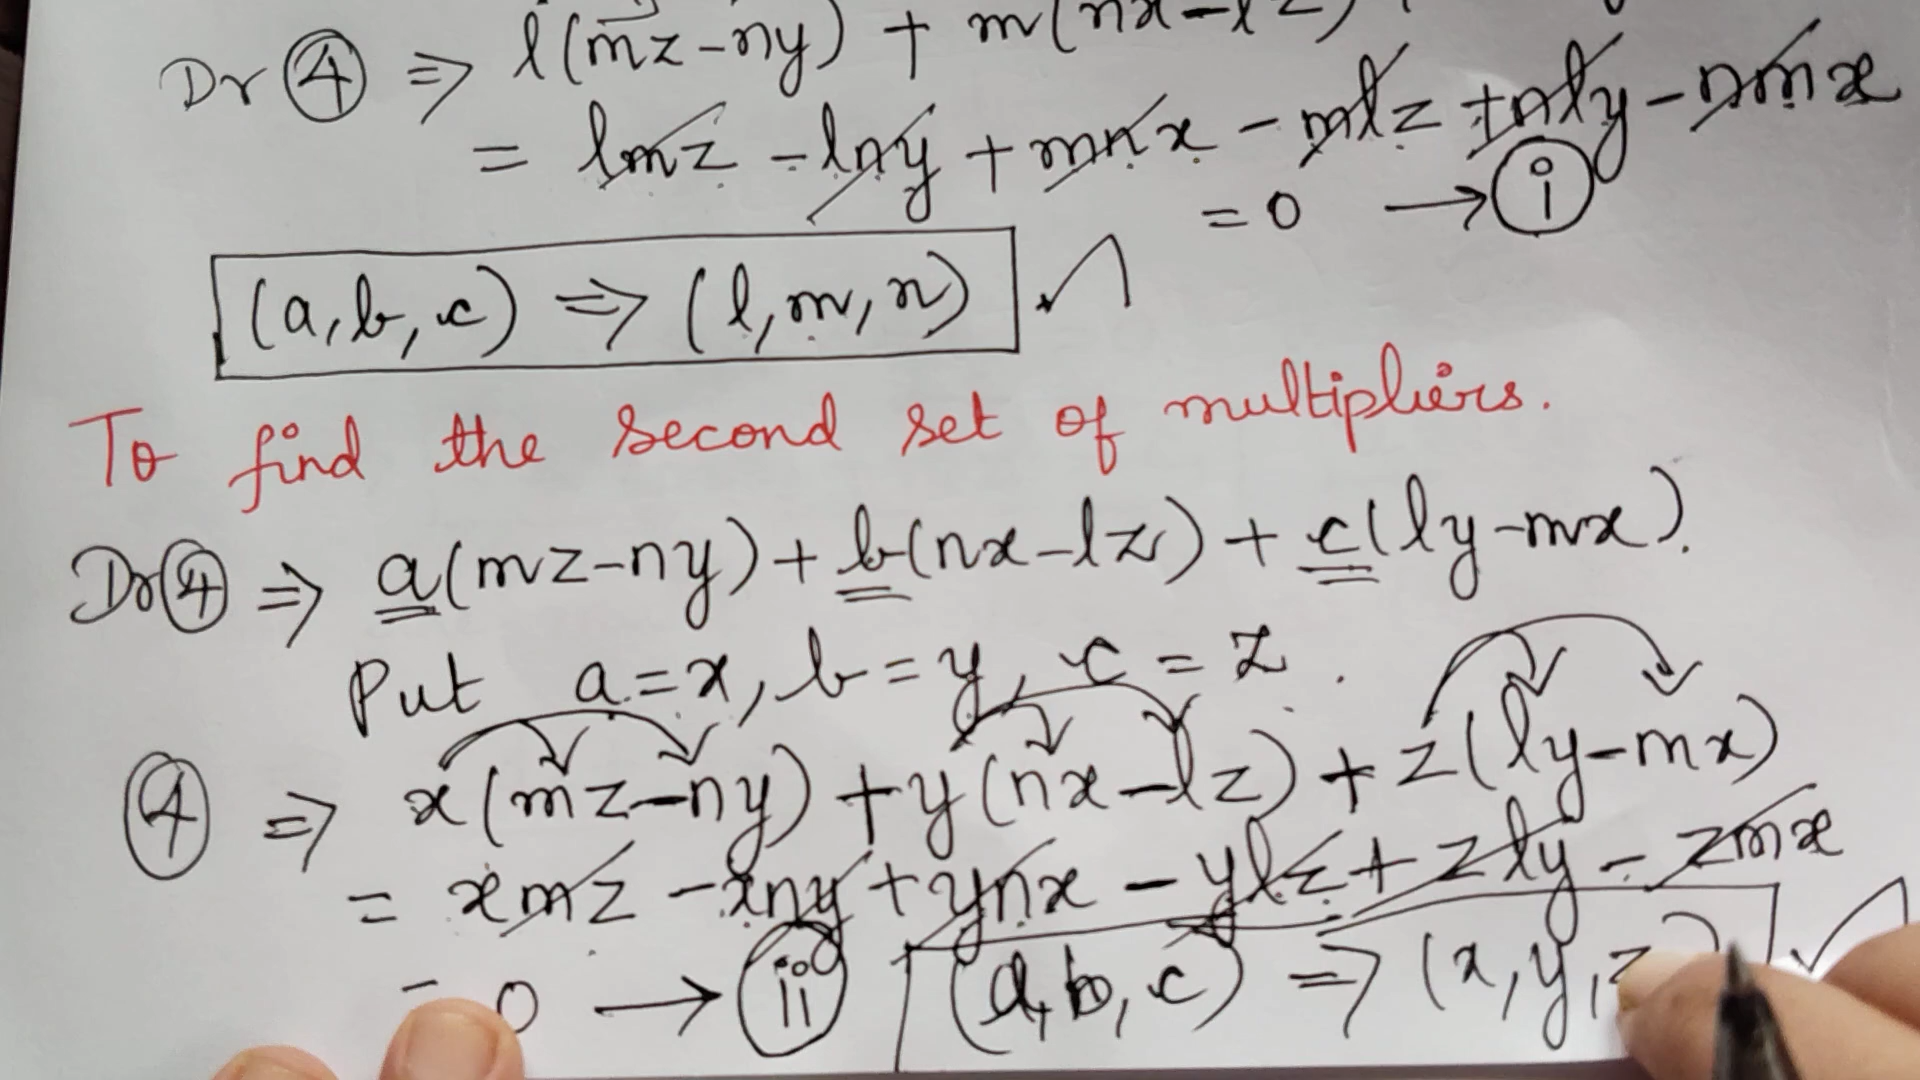 Dr ④ ⇒ l(mz-ny) + m(nx-lz)
= lmz - lny + mnx - mlz + nly - nmx
= 0 → ⓘ
(a, b, c) ⇒ (l, m, n)
To find the second set of multipliers.
Dr ④ ⇒ a(mz-ny) + b(nx-lz) + c(ly-mx).
Put a=x, b=y, c=z.
④ ⇒ x(mz-ny) + y(nx-lz) + z(ly-mx)
= xmz - xny + ynx - ylz + zly - zmx
= 0 → ⓘⓘ (a, b, c) ⇒ (x, y, z)